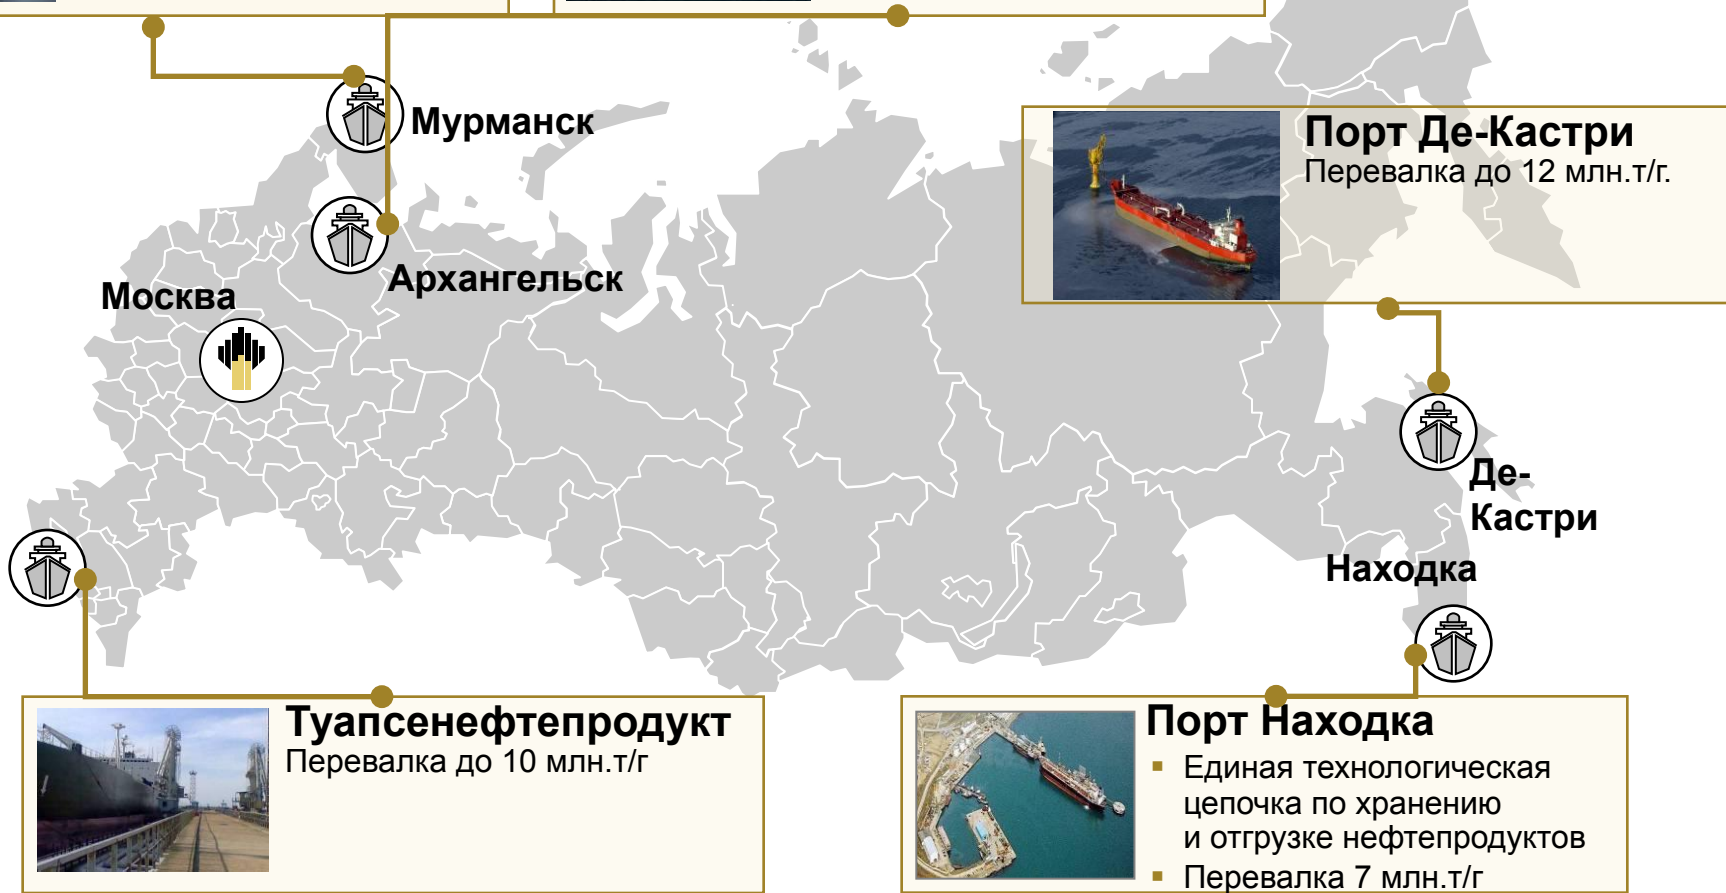 Мурманск
Порт Де-Кастри
Перевалка до 12 млн.т/г.
Архангельск
Москва
Де-
Кастри
Находка
Туапсенефтепродукт
Перевалка до 10 млн.т/г
Порт Находка
▪ Единая технологическая
цепочка по хранению
и отгрузке нефтепродуктов
▪ Перевалка 7 млн.т/г